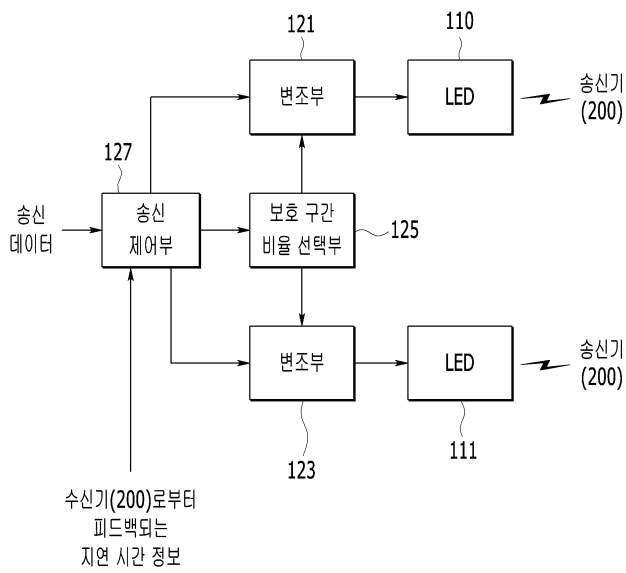 121
110
변조부
LED
송신기
(200)
127
송신
데이터
송신
제어부
보호 구간
비율 선택부
125
변조부
LED
송신기
(200)
123
111
수신기(200)로부터
피드백되는
지연 시간 정보